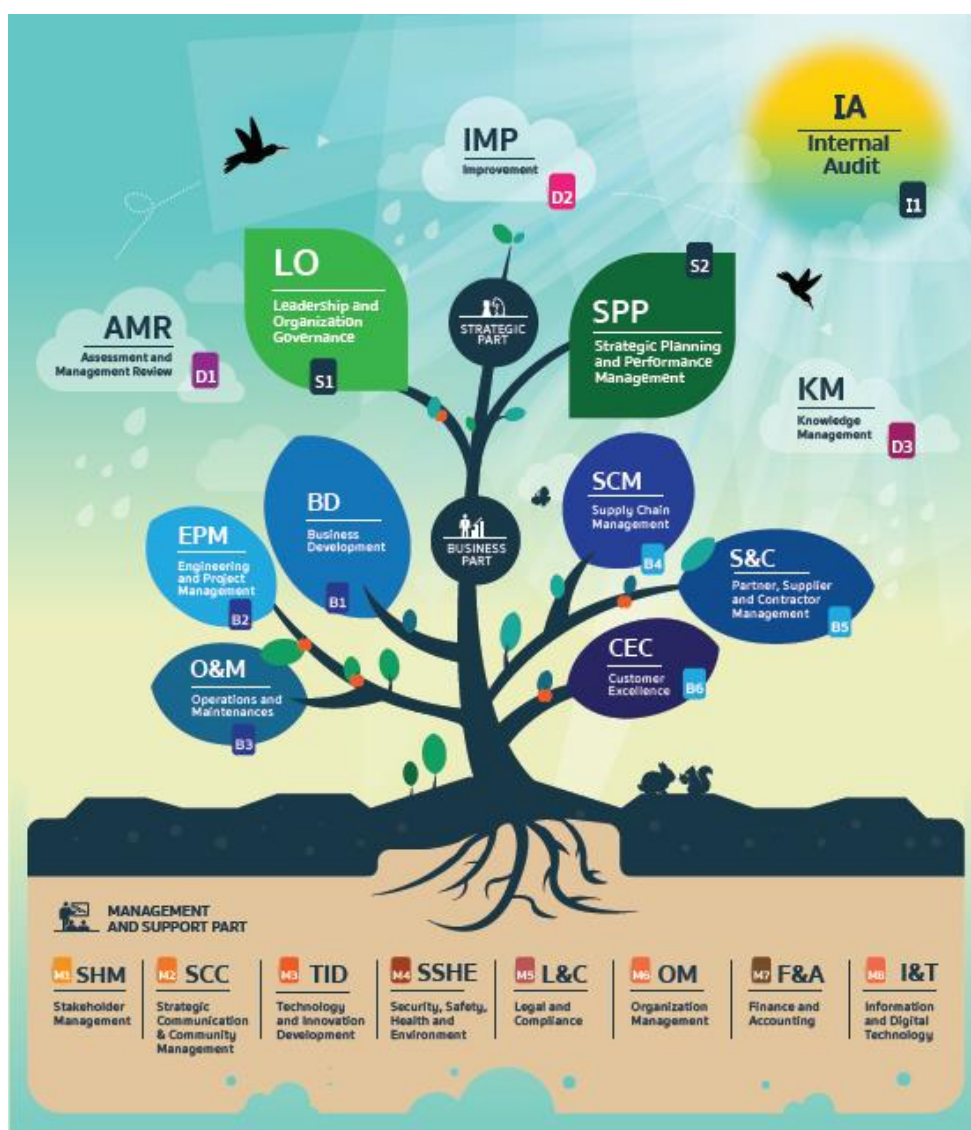 IA
Internal
Audit
I1
IMP
Improvement
D2
LO
Leadership and
Organization
Governance
S1
STRATEGIC
PART
S2
SPP
Strategic Planning
and Performance
Management
AMR
Assessment and
Management Review
D1
KM
Knowledge
Management
D3
BD
Business
Development
B1
BUSINESS
PART
SCM
Supply Chain
Management
B4
EPM
Engineering
and Project
Management
B2
S&C
Partner, Supplier
and Contractor
Management
B5
O&M
Operations and
Maintenances
B3
CEC
Customer
Excellence
B6
MANAGEMENT
AND SUPPORT PART
M1 SHM
Stakeholder
Management
M2 SCC
Strategic
Communication
& Community
Management
M3 TID
Technology
and Innovation
Development
M4 SSHE
Security, Safety,
Health and
Environment
M5 L&C
Legal and
Compliance
M6 OM
Organization
Management
M7 F&A
Finance and
Accounting
M8 I&T
Information
and Digital
Technology